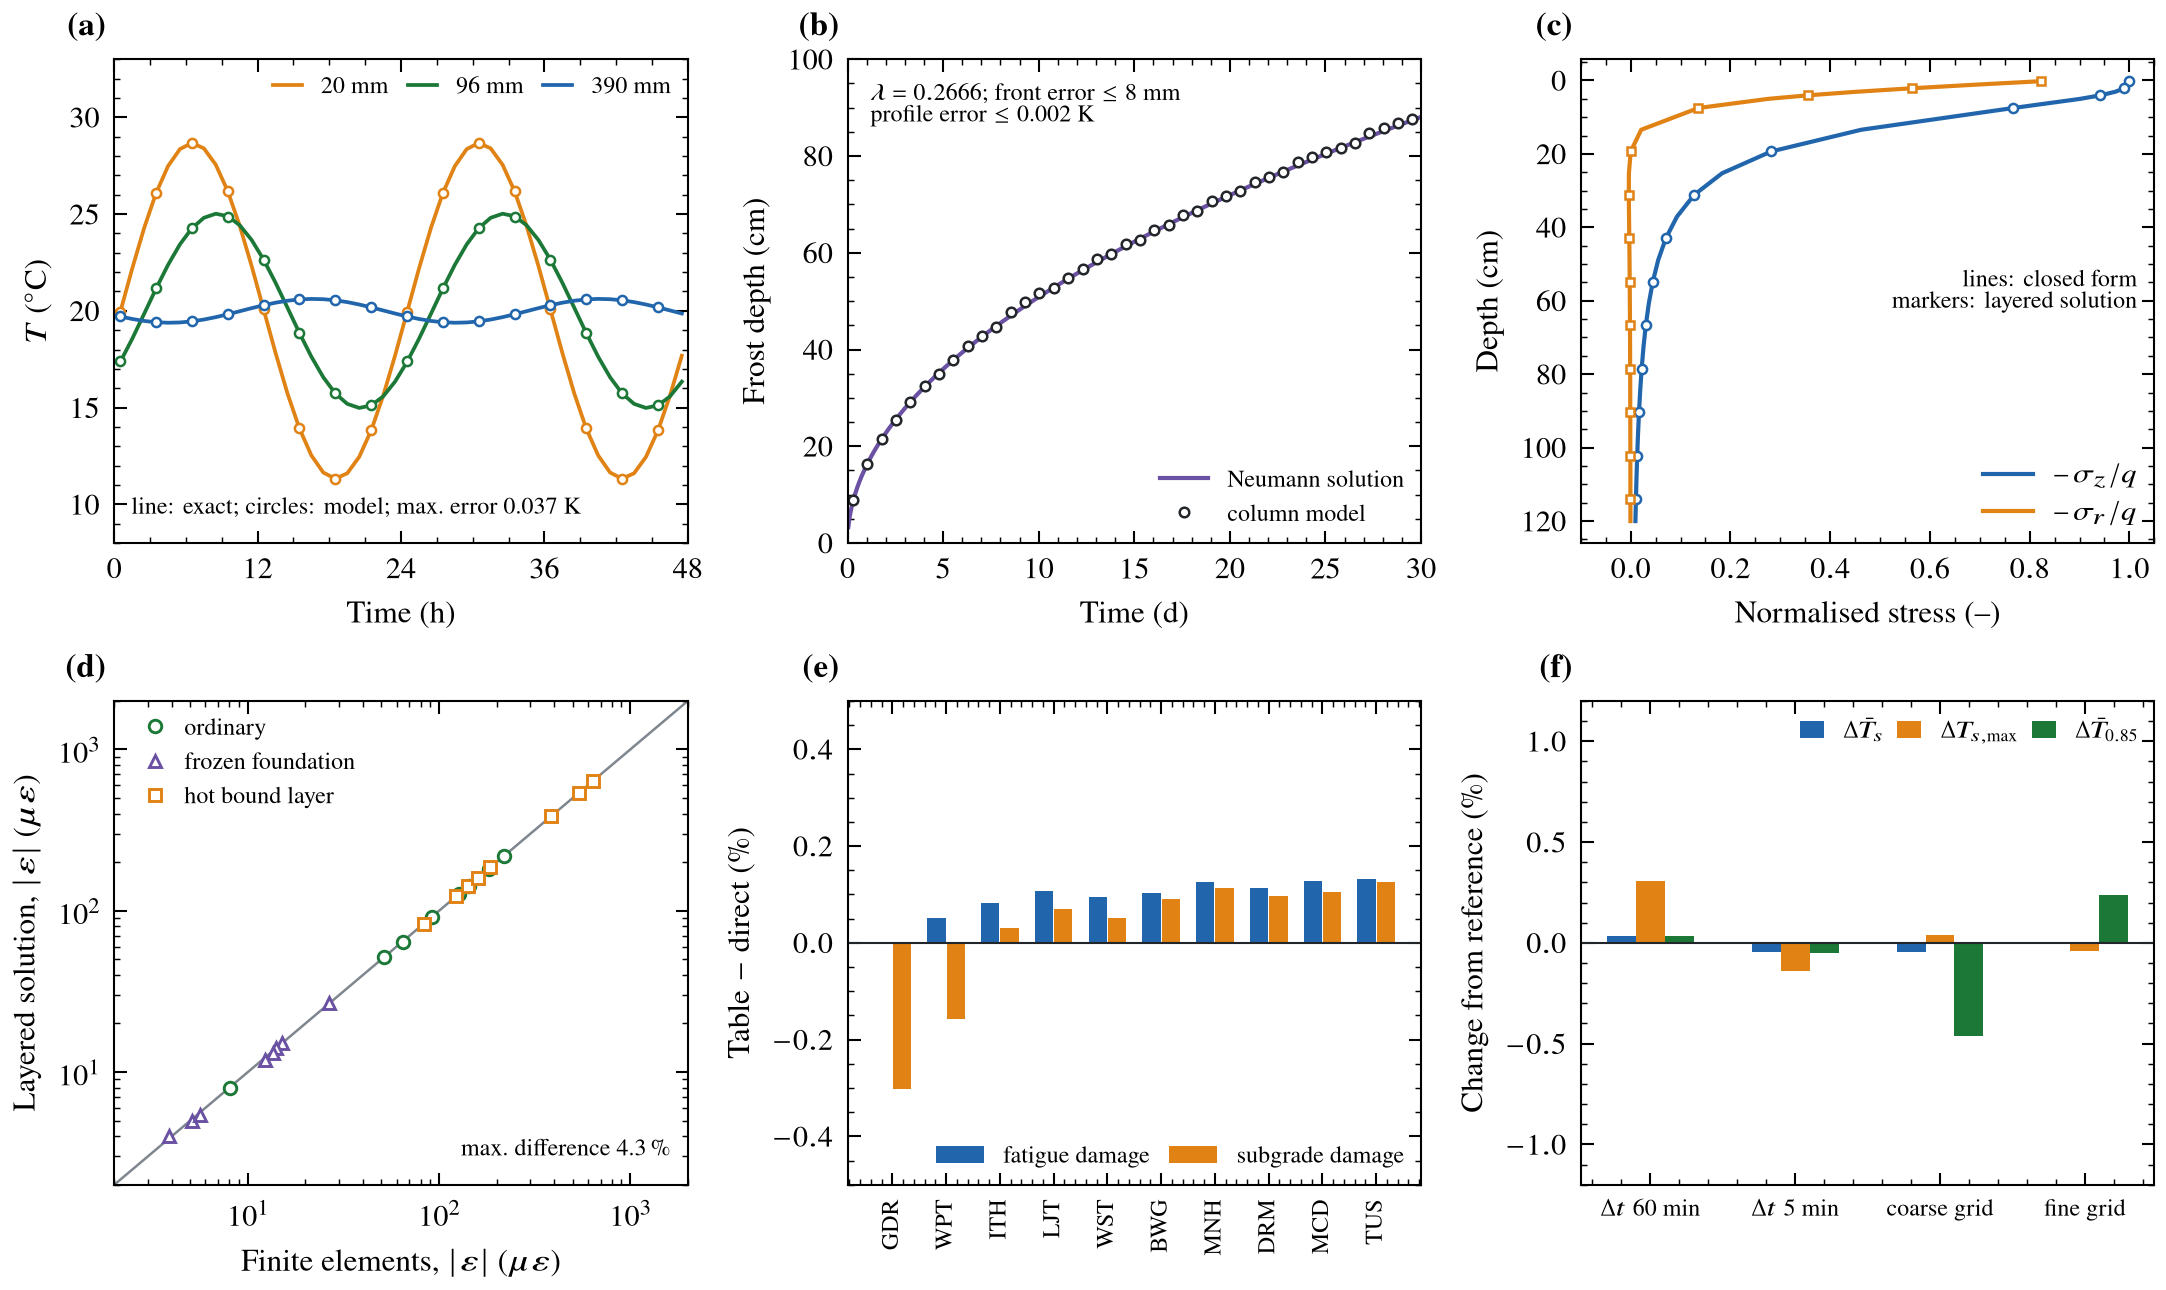 (a)
20 mm 96 mm 390 mm
30
25
20
15
10
T (°C)
line: exact; circles: model; max. error 0.037 K
0 12 24 36 48
Time (h)
(b)
100
80
60
40
20
0
Frost depth (cm)
λ = 0.2666; front error ≤ 8 mm
profile error ≤ 0.002 K
Neumann solution
column model
0 5 10 15 20 25 30
Time (d)
(c)
0
20
40
60
80
100
120
Depth (cm)
lines: closed form
markers: layered solution
−σz/q
−σr/q
0.0 0.2 0.4 0.6 0.8 1.0
Normalised stress (–)
(d)
ordinary
frozen foundation
hot bound layer
10³
10²
10¹
Layered solution, |ε| (με)
max. difference 4.3 %
10¹ 10² 10³
Finite elements, |ε| (με)
(e)
0.4
0.2
0.0
−0.2
−0.4
Table − direct (%)
fatigue damage subgrade damage
GDR WPT ITH LJT WST BWG MNH DRM MCD TUS
(f)
ΔT̄s ΔTs,max ΔT̄0.85
1.0
0.5
0.0
−0.5
−1.0
Change from reference (%)
Δt 60 min Δt 5 min coarse grid fine grid